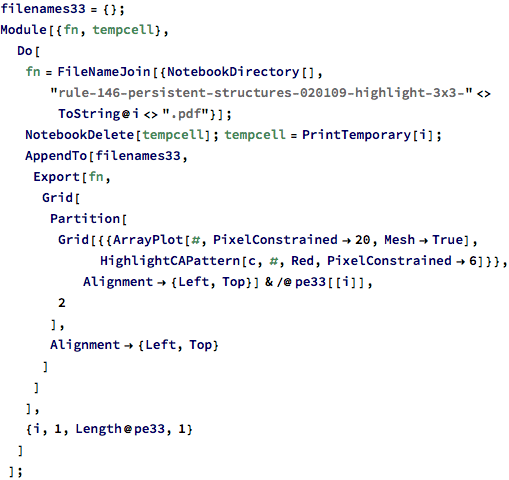 filenames33 = {};
Module[{fn, tempcell},
Do[
fn = FileNameJoin[{NotebookDirectory[],
"rule-146-persistent-structures-020109-highlight-3x3-" <>
ToString@i <> ".pdf"}];
NotebookDelete[tempcell]; tempcell = PrintTemporary[i];
AppendTo[filenames33,
Export[fn,
Grid[
Partition[
Grid[{{ArrayPlot[#, PixelConstrained → 20, Mesh → True],
HighlightCAPattern[c, #, Red, PixelConstrained → 6]}},
Alignment → {Left, Top}] & /@ pe33[[i]],
2
],
Alignment → {Left, Top}
]
]
],
{i, 1, Length@pe33, 1}
]
];